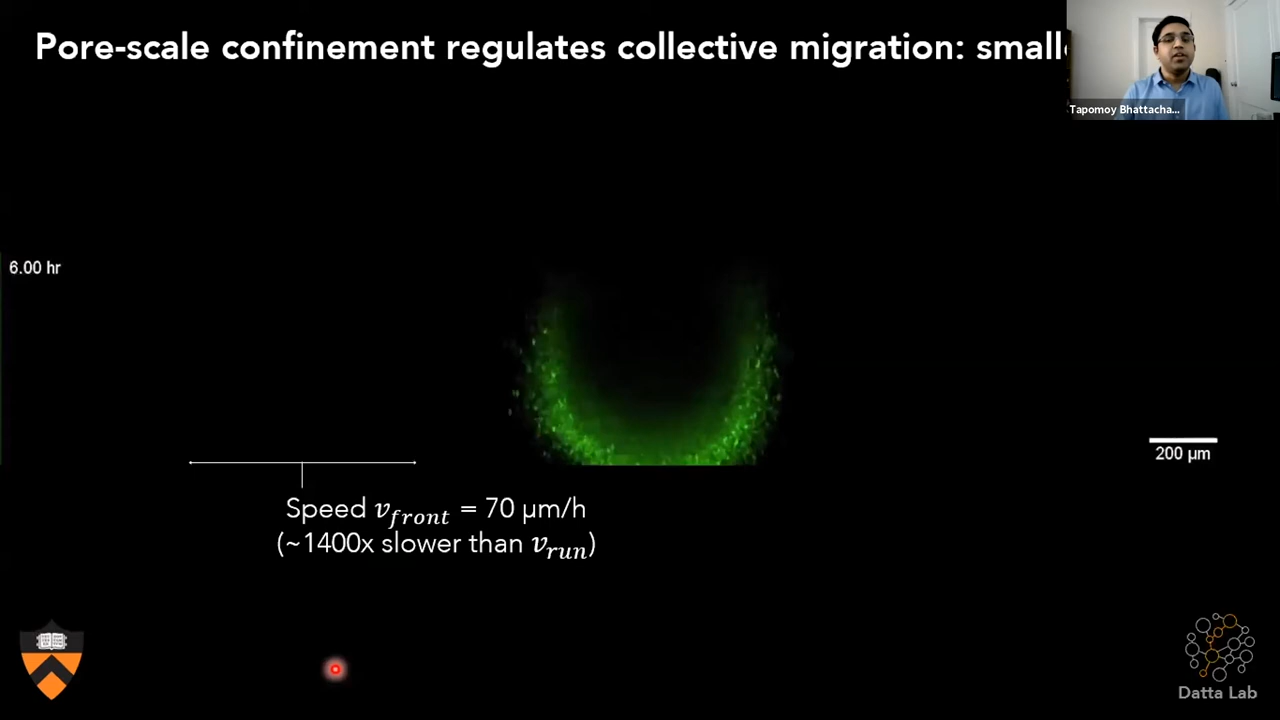 Pore-scale confinement regulates collective migration:
Tapomoy Bhattacha...
6.00 hr
200 μm
Speed v_front = 70 μm/h
(~1400x slower than v_run)
Datta Lab